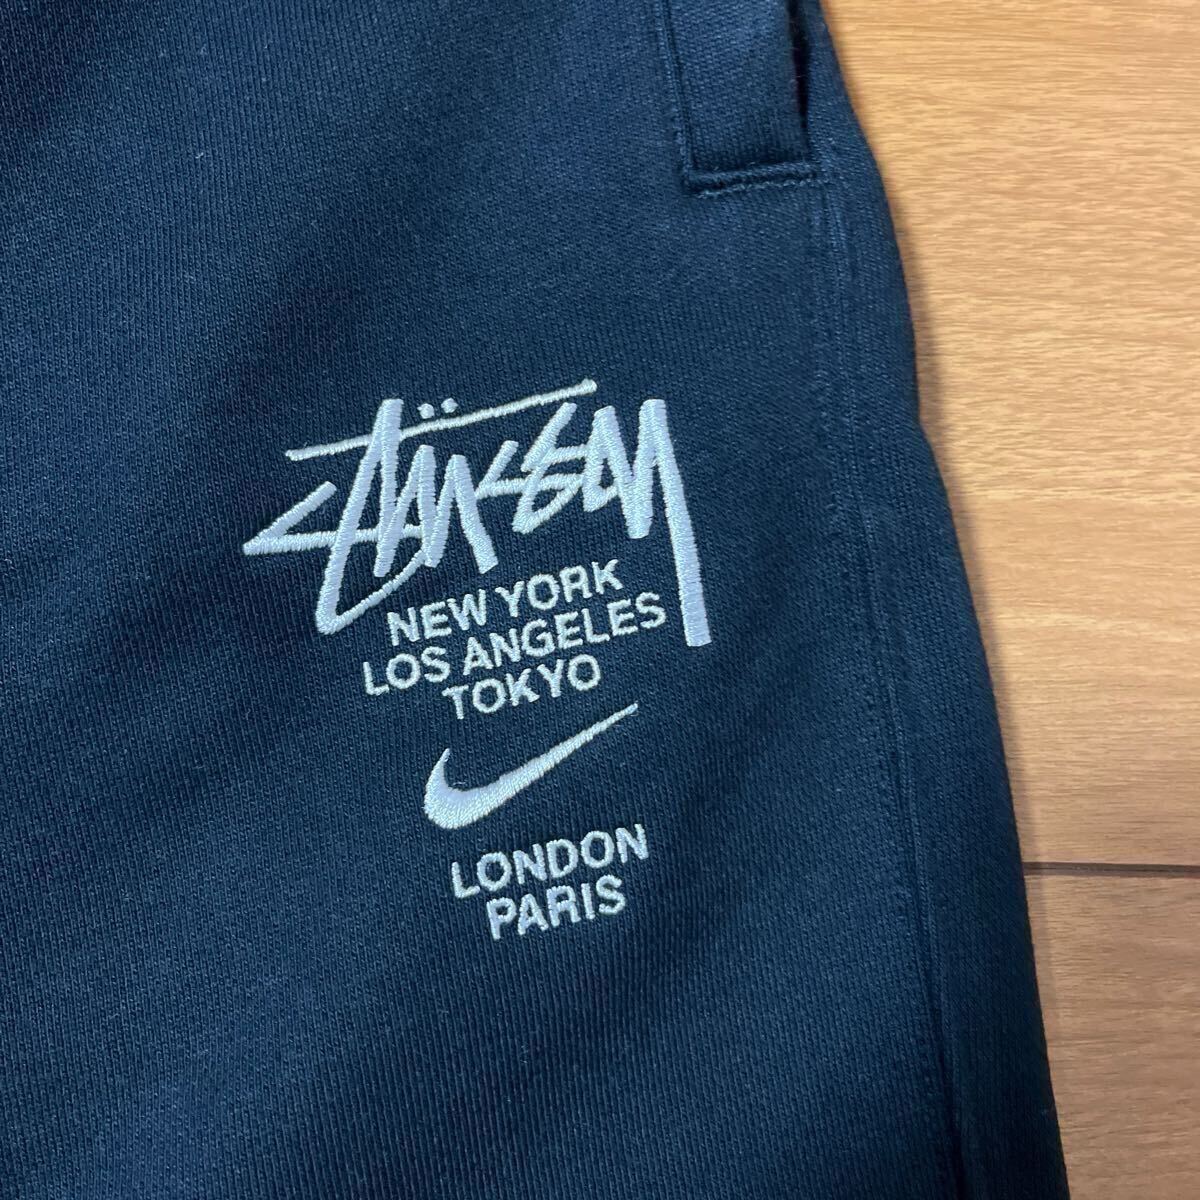 Stüssy
NEW YORK
LOS ANGELES
TOKYO
LONDON
PARIS